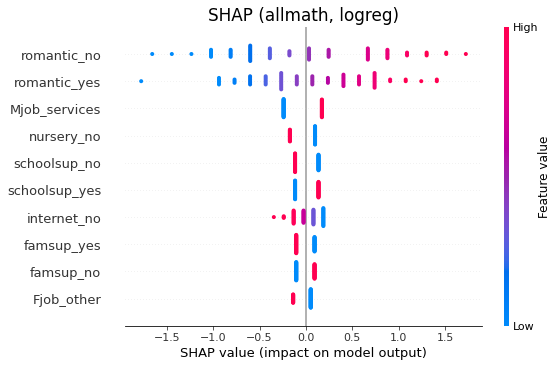 SHAP (allmath, logreg)
High
romantic_no
romantic_yes
Mjob_services
nursery_no
schoolsup_no
schoolsup_yes
internet_no
famsup_yes
famsup_no
Fjob_other
Feature value
Low
−1.5 −1.0 −0.5 0.0 0.5 1.0 1.5
SHAP value (impact on model output)